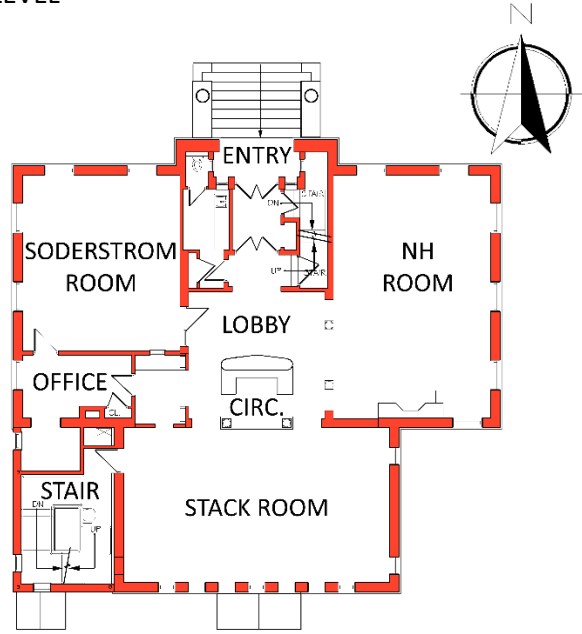 LEVEL
N
ENTRY
STAIR
DN
SODERSTROM
ROOM
NH
ROOM
UP
STAIR
LOBBY
OFFICE
CL.
CIRC.
STAIR
DN
UP
STACK ROOM